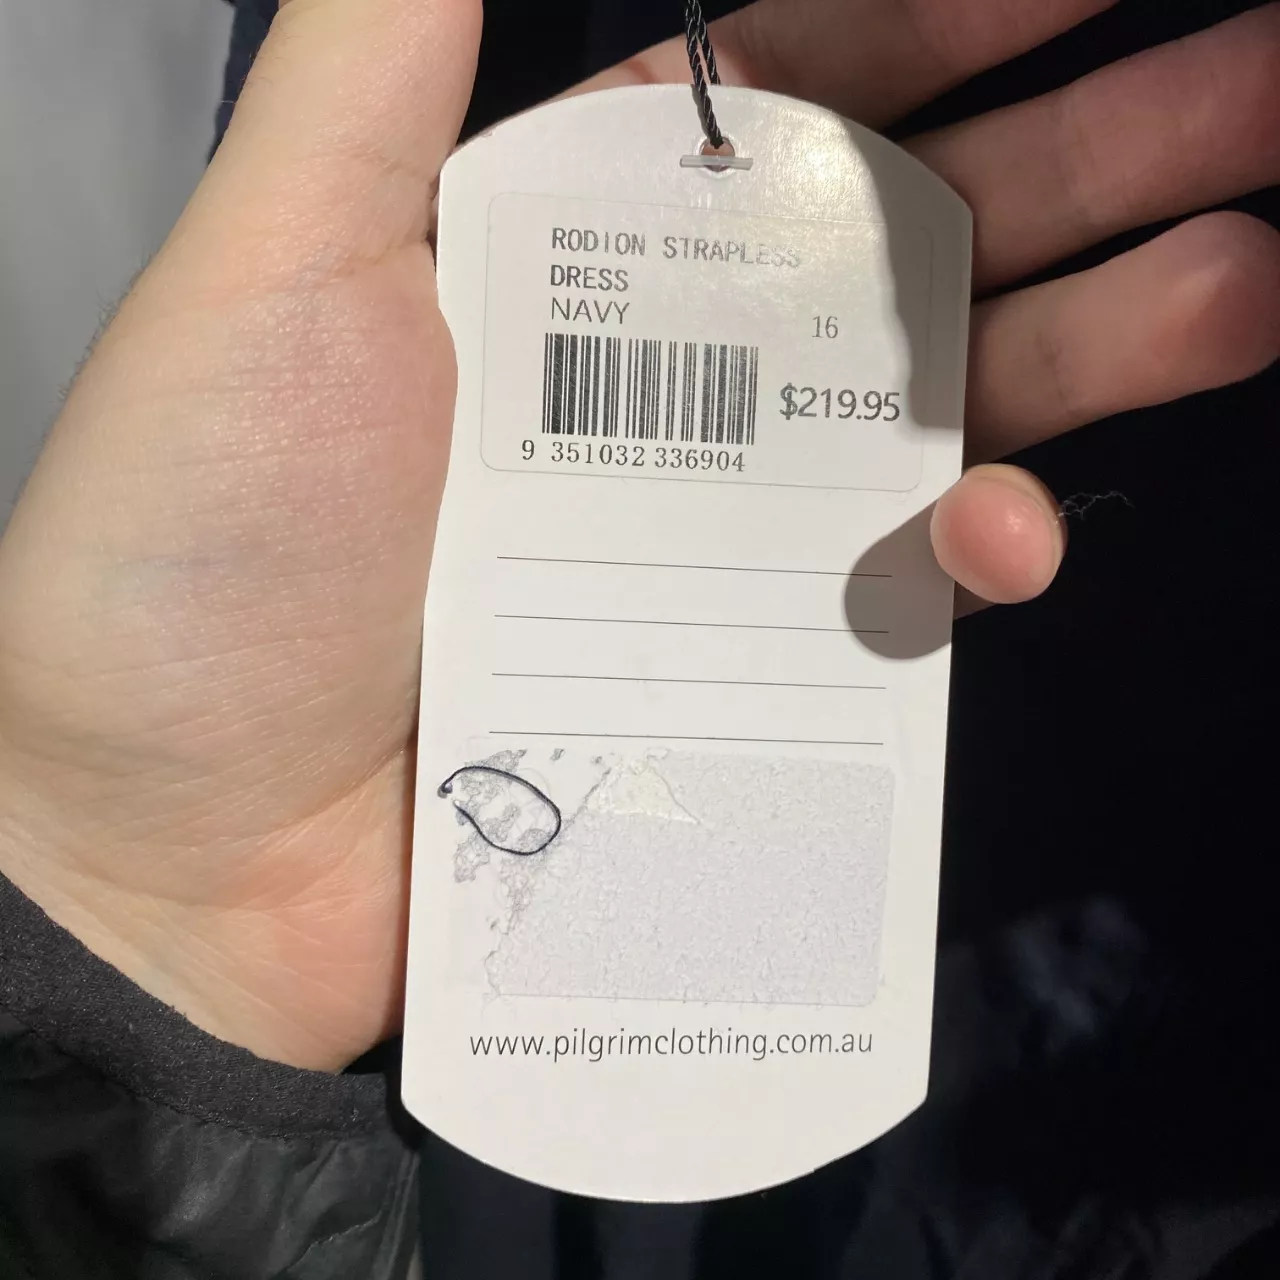 RODION STRAPLESS
DRESS
NAVY
16
$219.95
9 351032 336904
www.pilgrimclothing.com.au